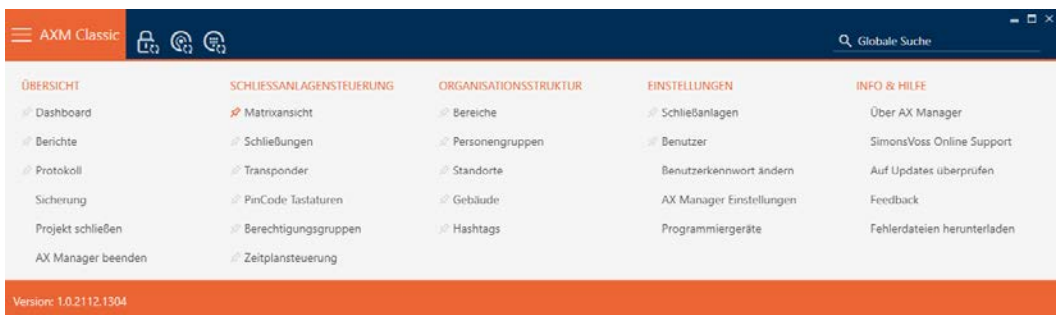 AXM Classic
Globale Suche
ÜBERSICHT
Dashboard
Berichte
Protokoll
Sicherung
Projekt schließen
AX Manager beenden
SCHLIESSANLAGENSTEUERUNG
Matrixansicht
Schließungen
Transponder
PinCode Tastaturen
Berechtigungsgruppen
Zeitplansteuerung
ORGANISATIONSSTRUKTUR
Bereiche
Personengruppen
Standorte
Gebäude
Hashtags
EINSTELLUNGEN
Schließanlagen
Benutzer
Benutzerkennwort ändern
AX Manager Einstellungen
Programmiergeräte
INFO & HILFE
Über AX Manager
SimonsVoss Online Support
Auf Updates überprüfen
Feedback
Fehlerdateien herunterladen
Version: 1.0.2112.1304